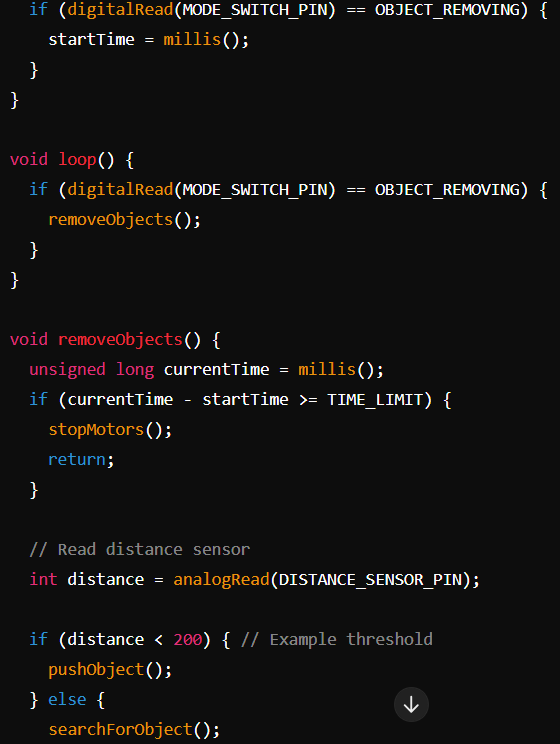 if (digitalRead(MODE_SWITCH_PIN) == OBJECT_REMOVING) {
    startTime = millis();
  }
}

void loop() {
  if (digitalRead(MODE_SWITCH_PIN) == OBJECT_REMOVING) {
    removeObjects();
  }
}

void removeObjects() {
  unsigned long currentTime = millis();
  if (currentTime - startTime >= TIME_LIMIT) {
    stopMotors();
    return;
  }

  // Read distance sensor
  int distance = analogRead(DISTANCE_SENSOR_PIN);

  if (distance < 200) { // Example threshold
    pushObject();
  } else {
    searchForObject();